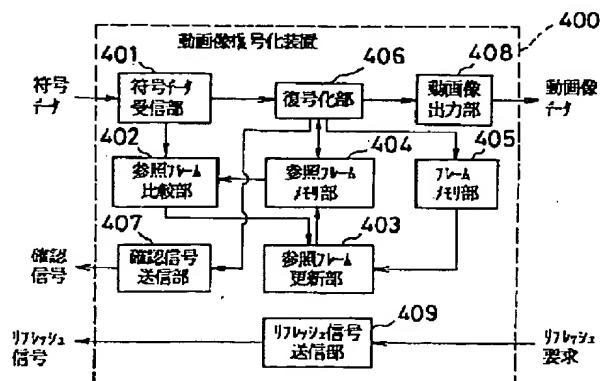 動画像復号化装置
400
401
406
408
符号
データ
符号データ
受信部
復号化部
動画像
出力部
動画像
データ
402
404
405
参照フレーム
比較部
参照フレーム
メモリ部
フレーム
メモリ部
407
403
確認
信号
確認信号
送信部
参照フレーム
更新部
409
リフレッシュ
信号
リフレッシュ信号
送信部
リフレッシュ
要求